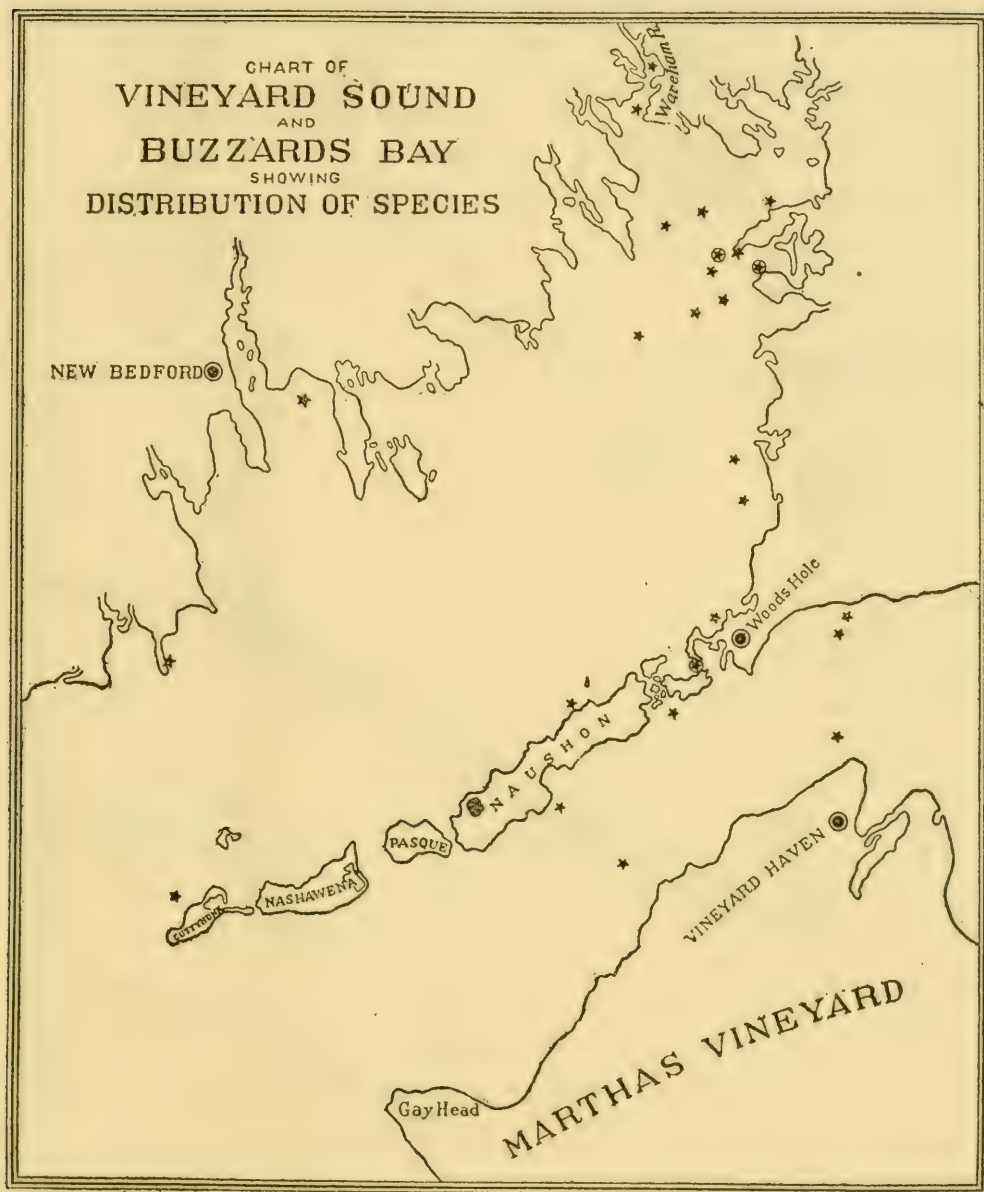 CHART OF
VINEYARD SOUND
AND
BUZZARDS BAY
SHOWING
DISTRIBUTION OF SPECIES
Wareham R.
NEW BEDFORD
Woods Hole
NAUSHON
PASQUE
NASHAWENA
CUTTYHUNK
VINEYARD HAVEN
MARTHAS VINEYARD
Gay Head